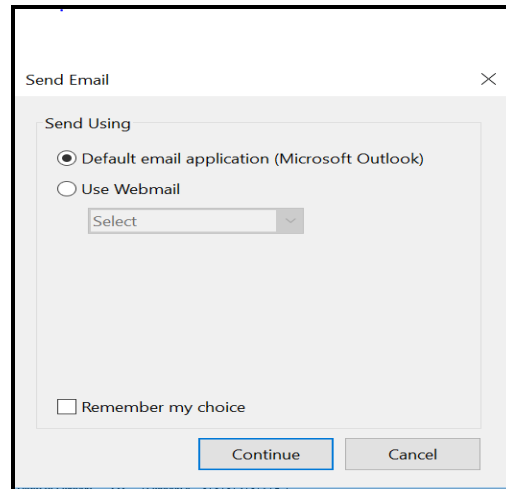 Send Email
Send Using
Default email application (Microsoft Outlook)
Use Webmail
Select
Remember my choice
Continue Cancel